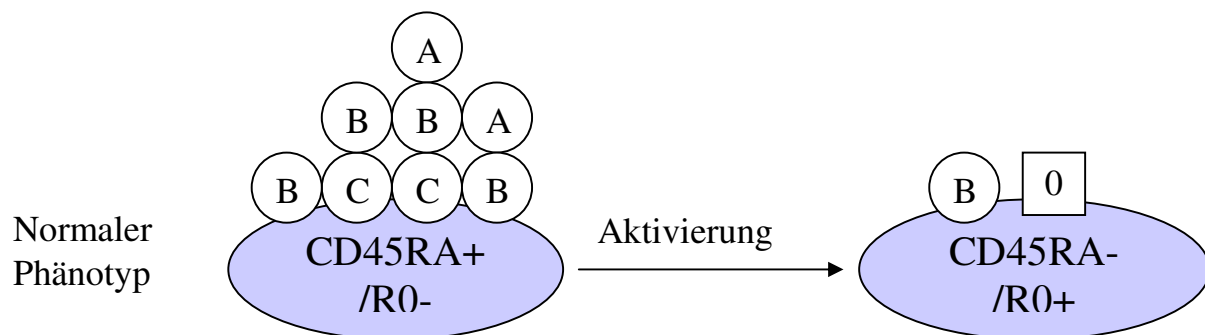 A
B B A
B C C B
B 0
Normaler
Phänotyp
CD45RA+
/R0-
Aktivierung
CD45RA-
/R0+